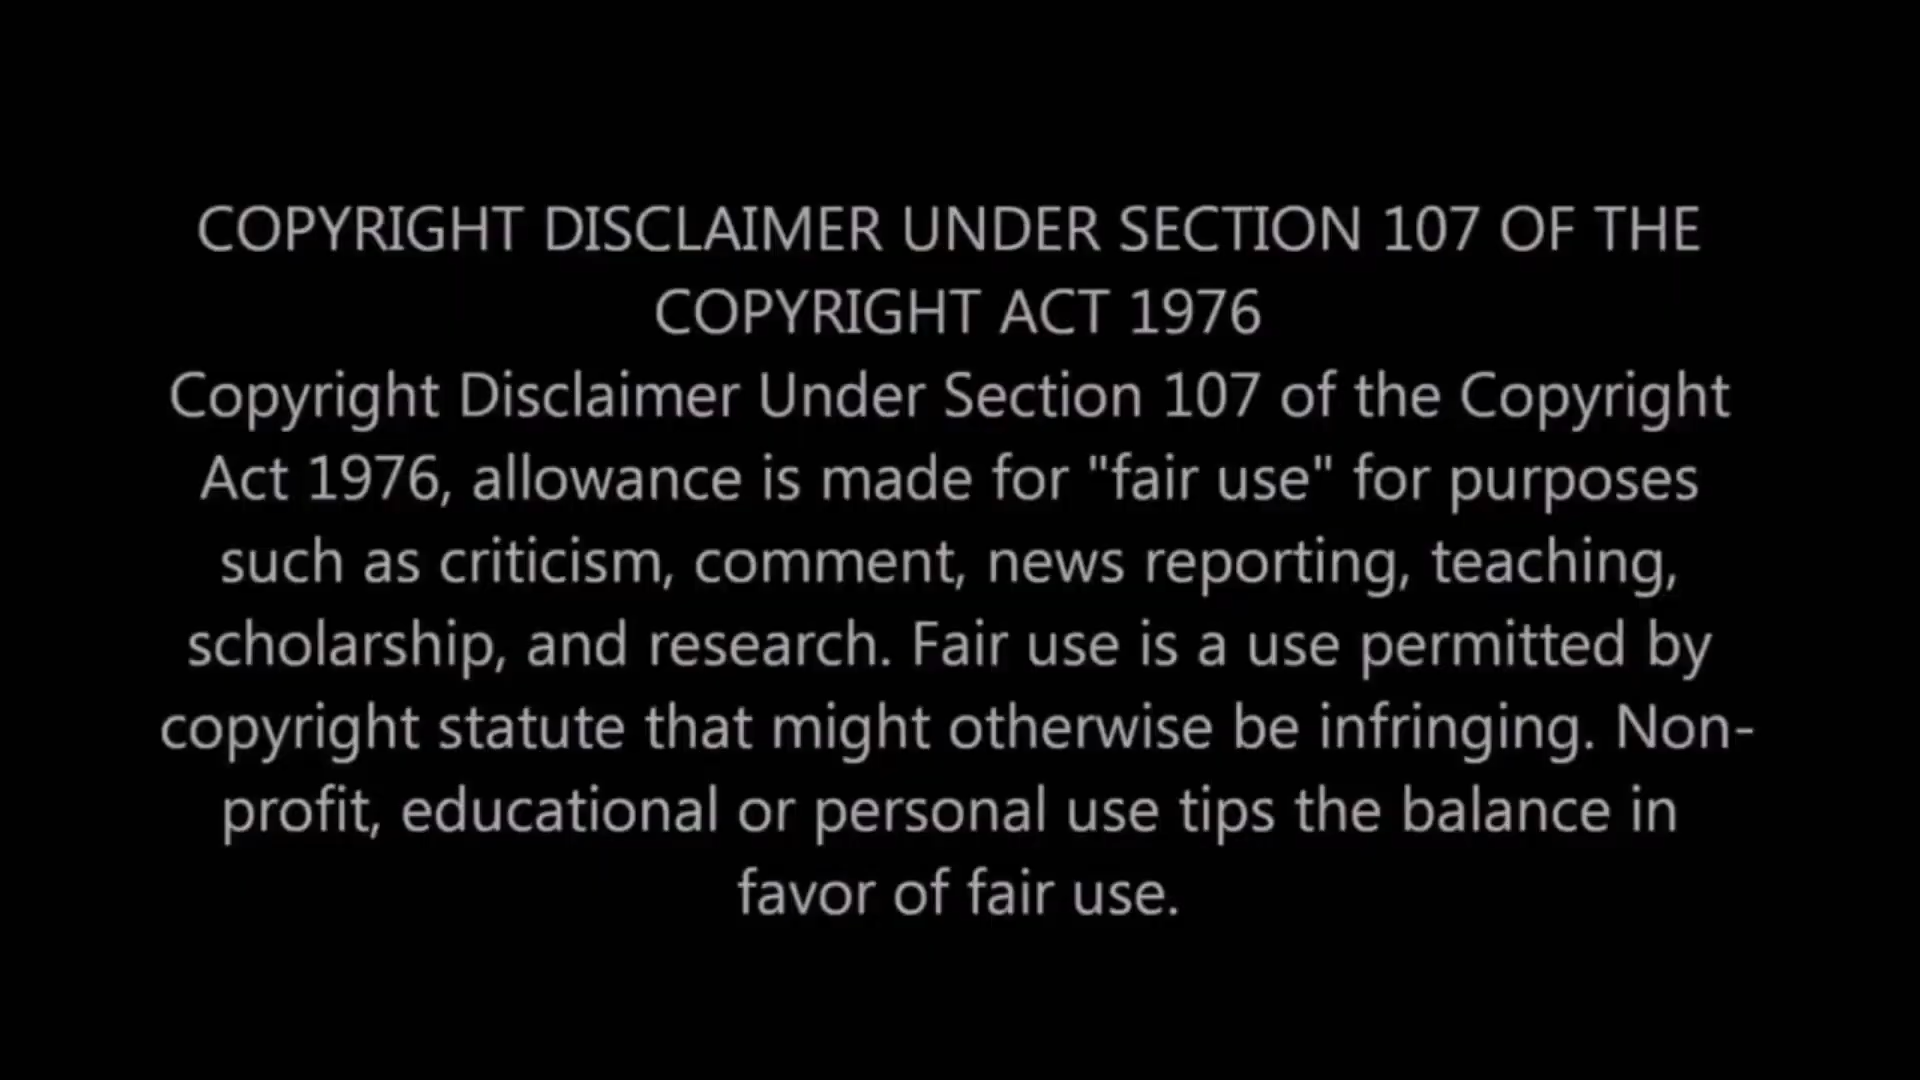 COPYRIGHT DISCLAIMER UNDER SECTION 107 OF THE
COPYRIGHT ACT 1976
Copyright Disclaimer Under Section 107 of the Copyright
Act 1976, allowance is made for "fair use" for purposes
such as criticism, comment, news reporting, teaching,
scholarship, and research. Fair use is a use permitted by
copyright statute that might otherwise be infringing. Non-
profit, educational or personal use tips the balance in
favor of fair use.